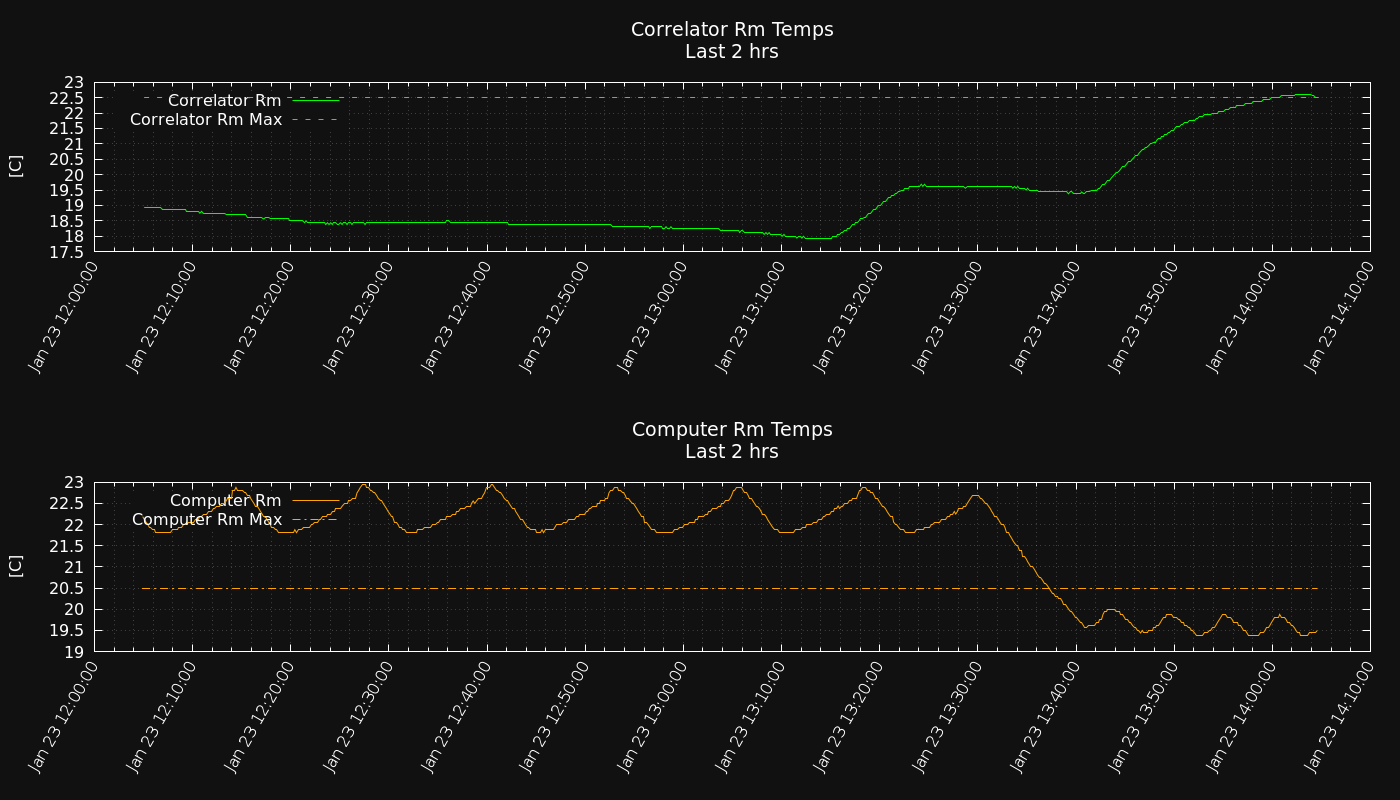 Correlator Rm Temps
Last 2 hrs
23
22.5
22
21.5
21
20.5
20
19.5
19
18.5
18
17.5
[C]
Correlator Rm
Correlator Rm Max
Jan 23 12:00:00
Jan 23 12:10:00
Jan 23 12:20:00
Jan 23 12:30:00
Jan 23 12:40:00
Jan 23 12:50:00
Jan 23 13:00:00
Jan 23 13:10:00
Jan 23 13:20:00
Jan 23 13:30:00
Jan 23 13:40:00
Jan 23 13:50:00
Jan 23 14:00:00
Jan 23 14:10:00
Computer Rm Temps
Last 2 hrs
23
22.5
22
21.5
21
20.5
20
19.5
19
[C]
Computer Rm
Computer Rm Max
Jan 23 12:00:00
Jan 23 12:10:00
Jan 23 12:20:00
Jan 23 12:30:00
Jan 23 12:40:00
Jan 23 12:50:00
Jan 23 13:00:00
Jan 23 13:10:00
Jan 23 13:20:00
Jan 23 13:30:00
Jan 23 13:40:00
Jan 23 13:50:00
Jan 23 14:00:00
Jan 23 14:10:00